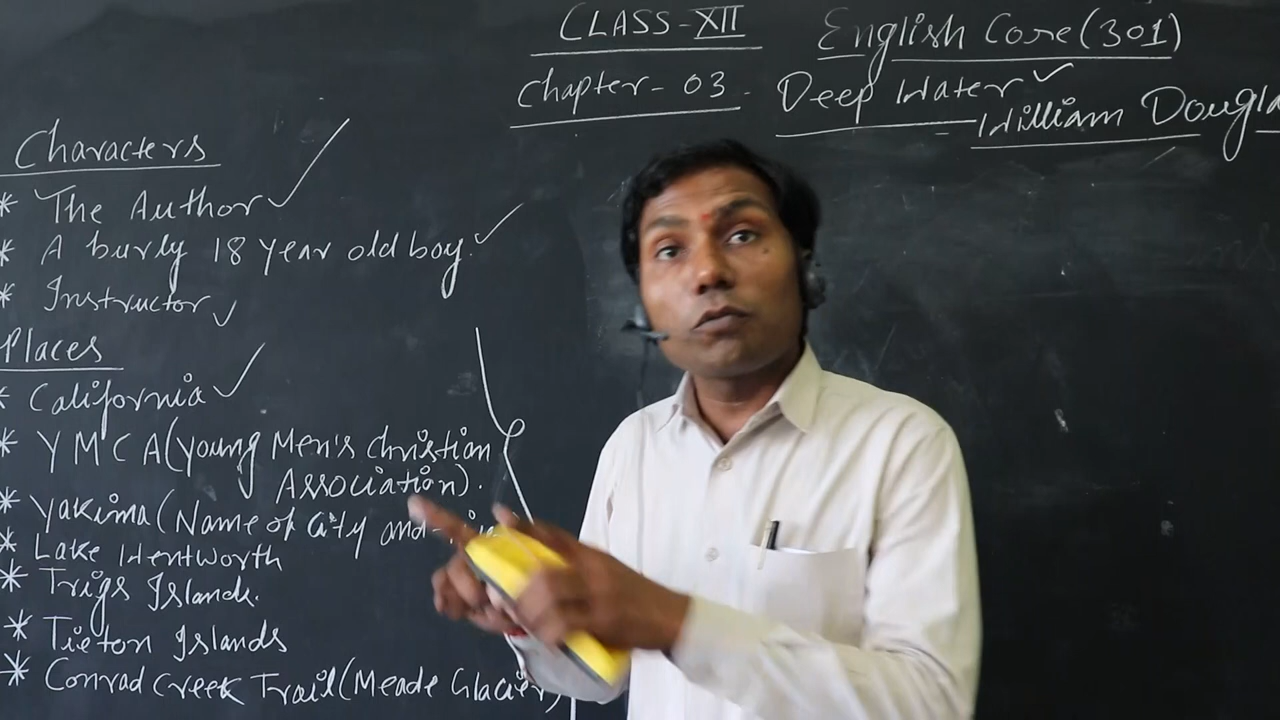 CLASS-XII English Core(301)
Chapter-03- Deep Water
- William Dougla
Characters
* The Author
* A burly 18 year old boy.
* Instructor
Places
* California
* YMCA(young Men's christian
Association).
* Yakima(Name of City and
* Lake Wentworth
* Trigs Islands.
* Tieton Islands
* Conrad Creek Trail(Meade Glacier)